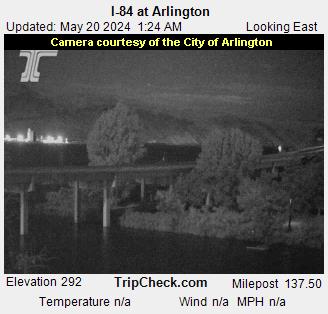 I-84 at Arlington
Updated: May 20 2024 1:24 AM Looking East
Camera courtesy of the City of Arlington
Elevation 292 TripCheck.com Milepost 137.50
Temperature n/a Wind n/a MPH n/a